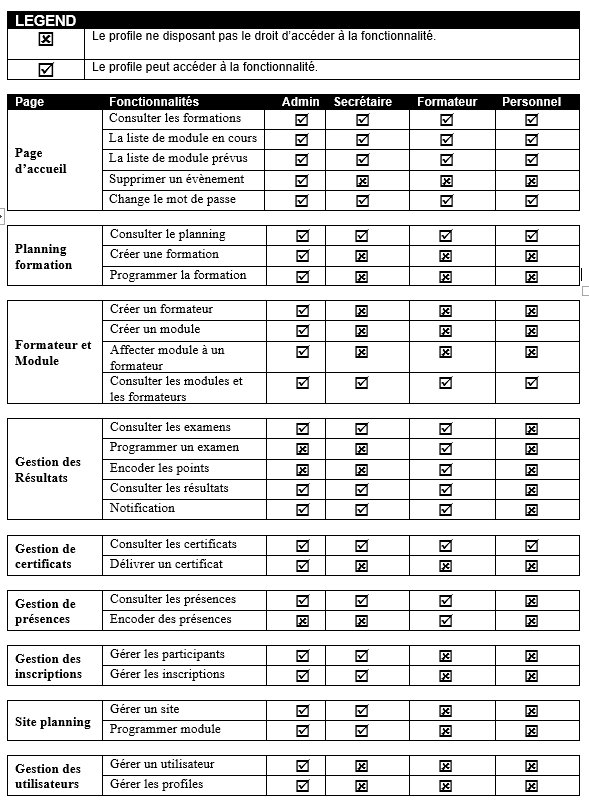 LEGEND
☒ Le profile ne disposant pas le droit d'accéder à la fonctionnalité.
☑ Le profile peut accéder à la fonctionnalité.
Page Fonctionnalités Admin Secrétaire Formateur Personnel
Page d'accueil
Consulter les formations ☑ ☑ ☑ ☑
La liste de module en cours ☑ ☑ ☑ ☑
La liste de module prévus ☑ ☑ ☑ ☑
Supprimer un évènement ☑ ☒ ☒ ☒
Change le mot de passe ☑ ☑ ☑ ☑
Planning formation
Consulter le planning ☑ ☑ ☑ ☑
Créer une formation ☑ ☒ ☒ ☒
Programmer la formation ☑ ☒ ☒ ☒
Formateur et Module
Créer un formateur ☑ ☒ ☒ ☒
Créer un module ☑ ☒ ☒ ☒
Affecter module à un formateur ☑ ☒ ☒ ☒
Consulter les modules et les formateurs ☑ ☑ ☑ ☑
Gestion des Résultats
Consulter les examens ☑ ☑ ☑ ☒
Programmer un examen ☒ ☒ ☑ ☒
Encoder les points ☒ ☒ ☑ ☒
Consulter les résultats ☑ ☑ ☑ ☒
Notification ☑ ☑ ☑ ☒
Gestion de certificats
Consulter les certificats ☑ ☑ ☑ ☑
Délivrer un certificat ☑ ☒ ☒ ☒
Gestion de présences
Consulter les présences ☑ ☑ ☑ ☒
Encoder des présences ☒ ☒ ☑ ☒
Gestion des inscriptions
Gérer les participants ☑ ☑ ☒ ☒
Gérer les inscriptions ☑ ☑ ☒ ☒
Site planning
Gérer un site ☑ ☑ ☒ ☒
Programmer module ☑ ☑ ☒ ☒
Gestion des utilisateurs
Gérer un utilisateur ☑ ☒ ☒ ☒
Gérer les profiles ☑ ☒ ☒ ☒